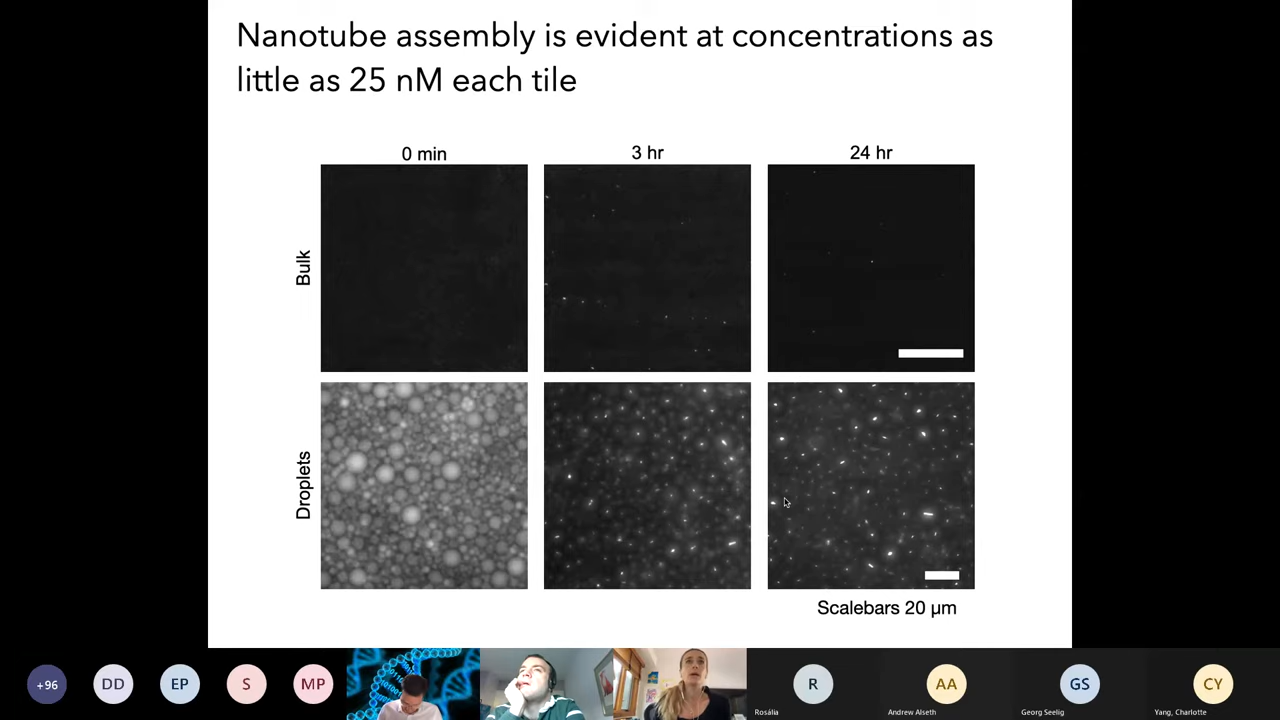 Nanotube assembly is evident at concentrations as
little as 25 nM each tile
0 min
3 hr
24 hr
Bulk
Droplets
Scalebars 20 µm
+96
DD
EP
S
MP
R
AA
GS
CY
Rosália
Andrew Alseth
Georg Seelig
Yang, Charlotte